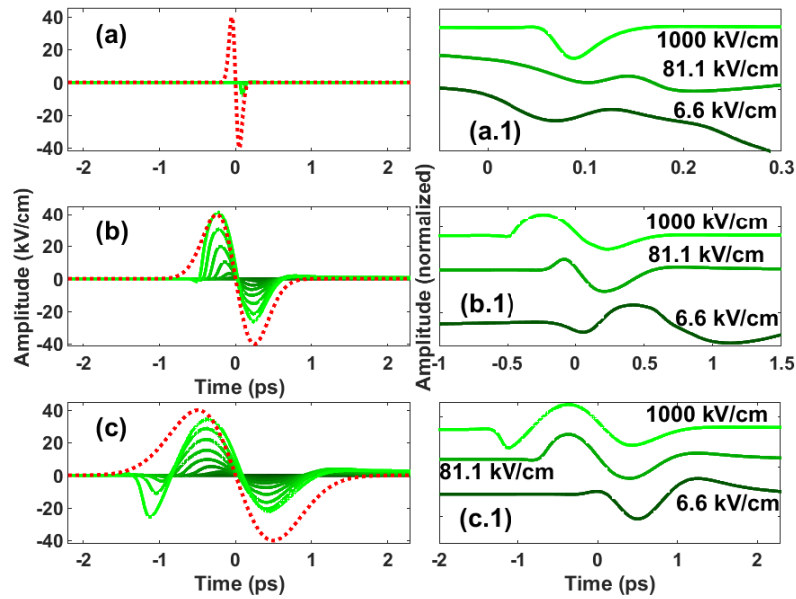 (a)
40
20
0
-20
-40
-2 -1 0 1 2
1000 kV/cm
81.1 kV/cm
6.6 kV/cm
(a.1)
0 0.1 0.2 0.3
Amplitude (kV/cm)
(b)
40
20
0
-20
-40
-2 -1 0 1 2
Time (ps)
Amplitude (normalized)
1000 kV/cm
81.1 kV/cm
6.6 kV/cm
(b.1)
-1 -0.5 0 0.5 1 1.5
(c)
40
20
0
-20
-40
-2 -1 0 1 2
Time (ps)
1000 kV/cm
81.1 kV/cm
6.6 kV/cm
(c.1)
-2 -1 0 1 2
Time (ps)